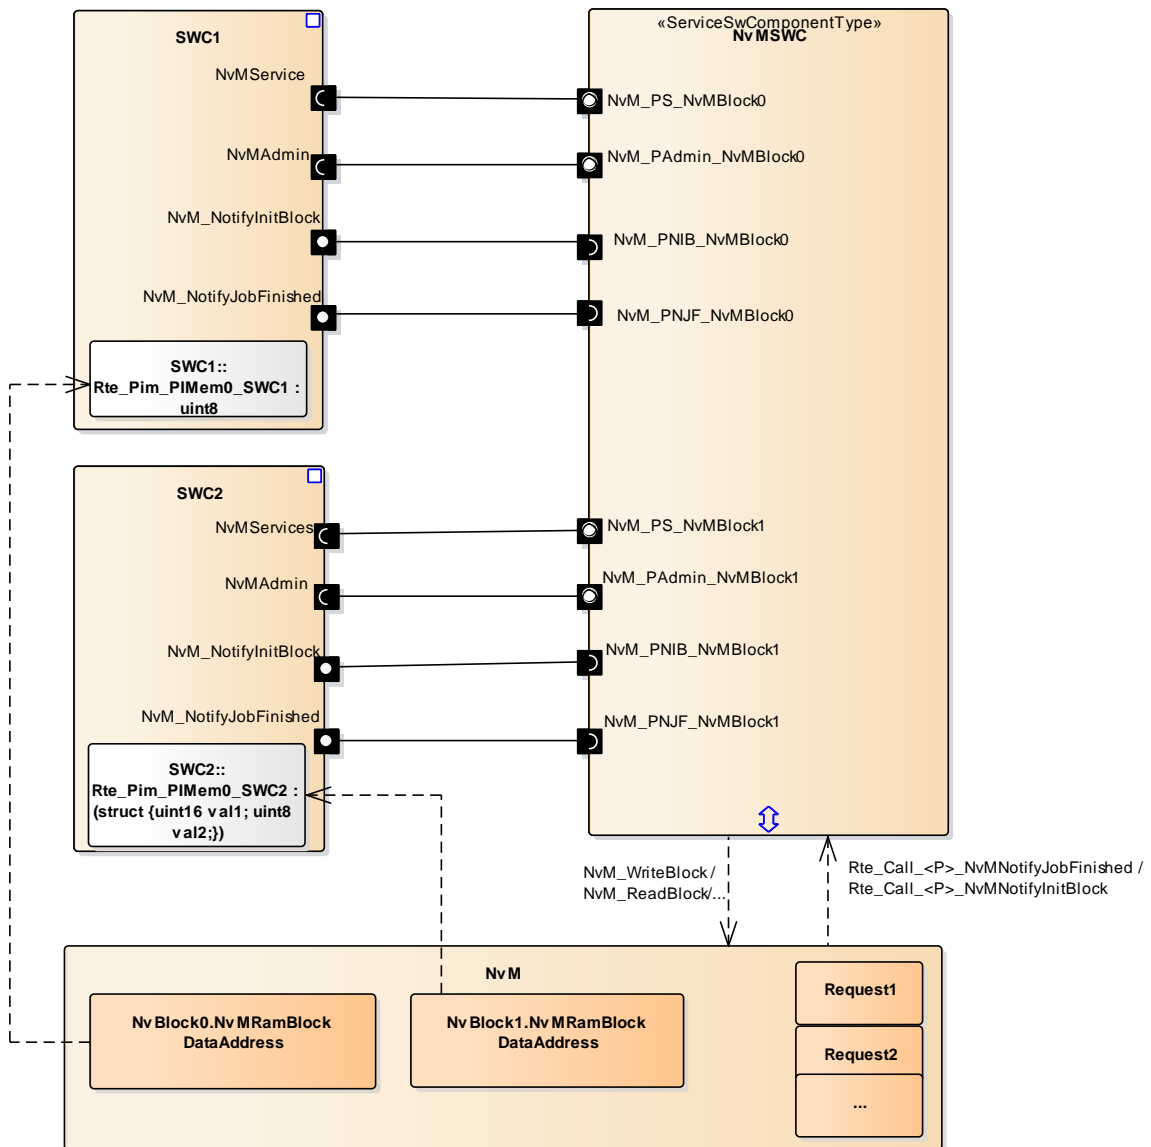 SWC1
NvMService
NvMAdmin
NvM_NotifyInitBlock
NvM_NotifyJobFinished
SWC1::
Rte_Pim_PIMem0_SWC1 :
uint8
«ServiceSwComponentType»
NvMSWC
NvM_PS_NvMBlock0
NvM_PAdmin_NvMBlock0
NvM_PNIB_NvMBlock0
NvM_PNJF_NvMBlock0
SWC2
NvMServices
NvMAdmin
NvM_NotifyInitBlock
NvM_NotifyJobFinished
SWC2::
Rte_Pim_PIMem0_SWC2 :
(struct {uint16 val1; uint8
val2;})
NvM_PS_NvMBlock1
NvM_PAdmin_NvMBlock1
NvM_PNIB_NvMBlock1
NvM_PNJF_NvMBlock1
NvM_WriteBlock /
NvM_ReadBlock/...
Rte_Call_<P>_NvMNotifyJobFinished /
Rte_Call_<P>_NvMNotifyInitBlock
NvM
NvBlock0.NvMRamBlock
DataAddress
NvBlock1.NvMRamBlock
DataAddress
Request1
Request2
...